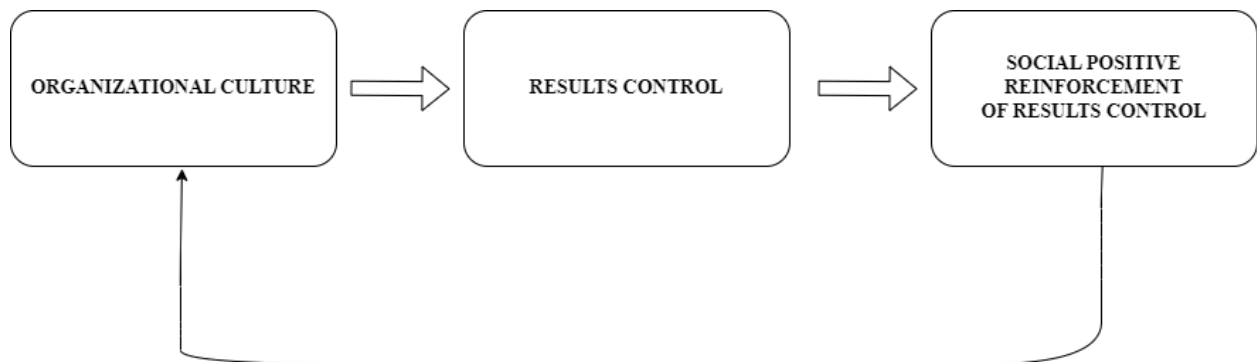 ORGANIZATIONAL CULTURE
RESULTS CONTROL
SOCIAL POSITIVE
REINFORCEMENT
OF RESULTS CONTROL